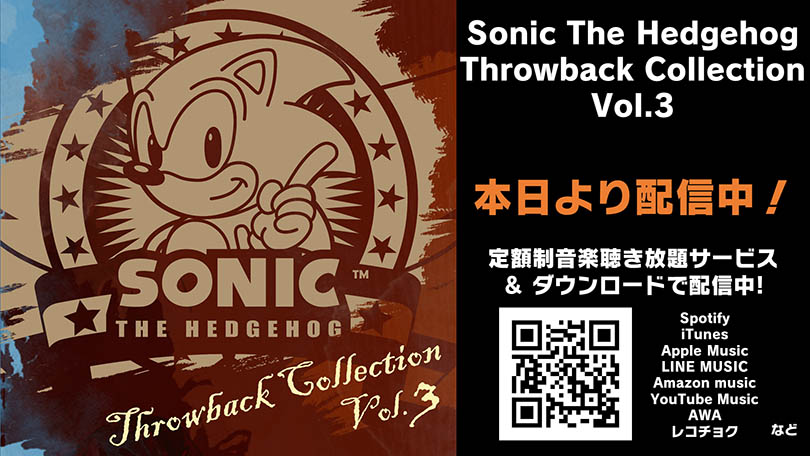 SONIC™
THE HEDGEHOG
Throwback Collection
Vol.3
Sonic The Hedgehog
Throwback Collection
Vol.3
本日より配信中！
定額制音楽聴き放題サービス
& ダウンロードで配信中!
Spotify
iTunes
Apple Music
LINE MUSIC
Amazon music
YouTube Music
AWA
レコチョク
など